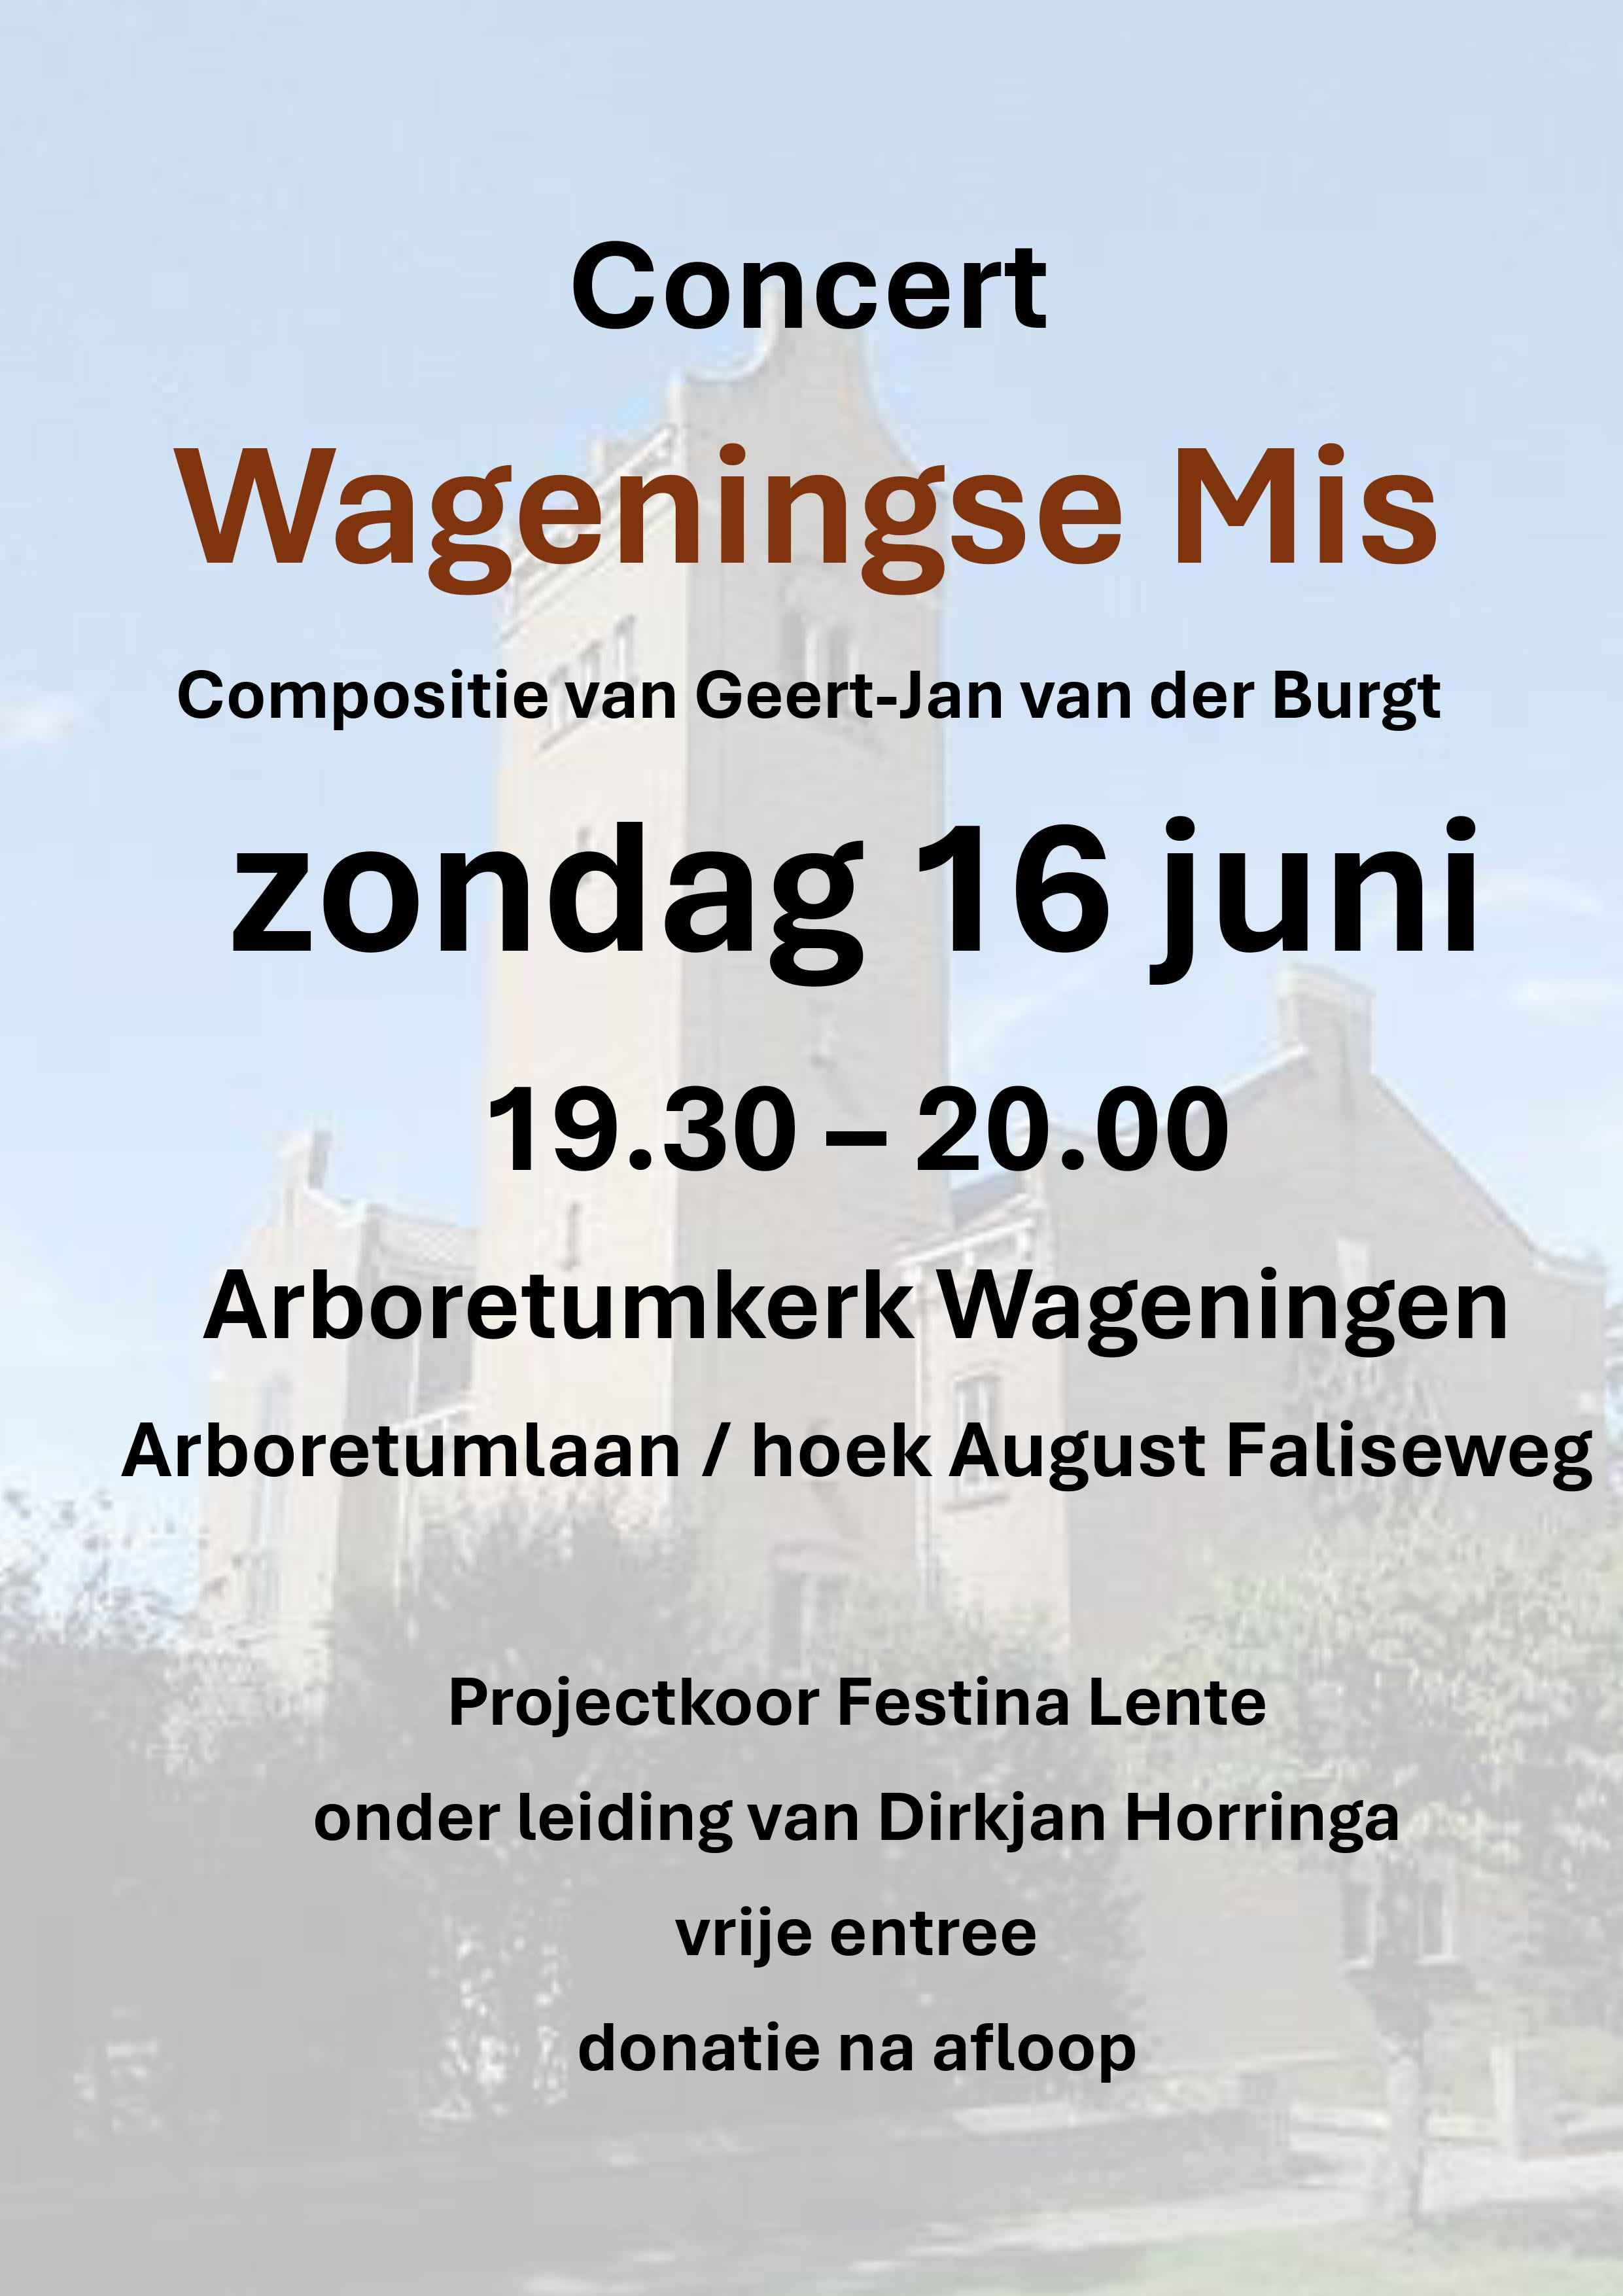 Concert
Wageningse Mis
Compositie van Geert-Jan van der Burgt
zondag 16 juni
19.30 – 20.00
Arboretumkerk Wageningen
Arboretumlaan / hoek August Faliseweg
Projectkoor Festina Lente
onder leiding van Dirkjan Horringa
vrije entree
donatie na afloop